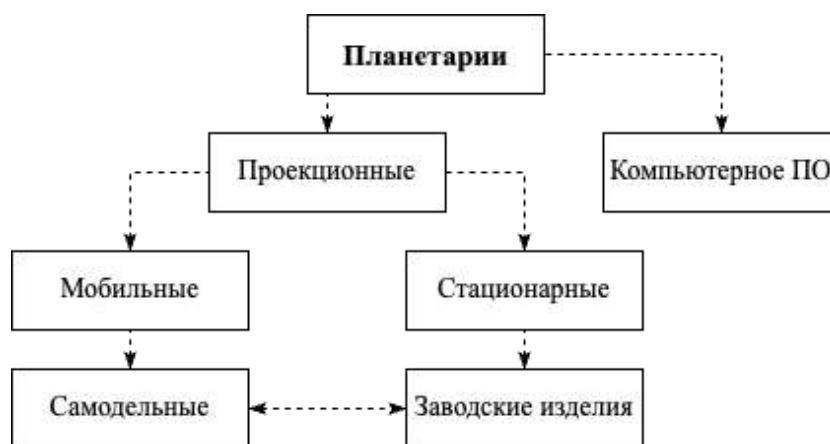 Планетарии
Проекционные
Компьютерное ПО
Мобильные
Стационарные
Самодельные
Заводские изделия